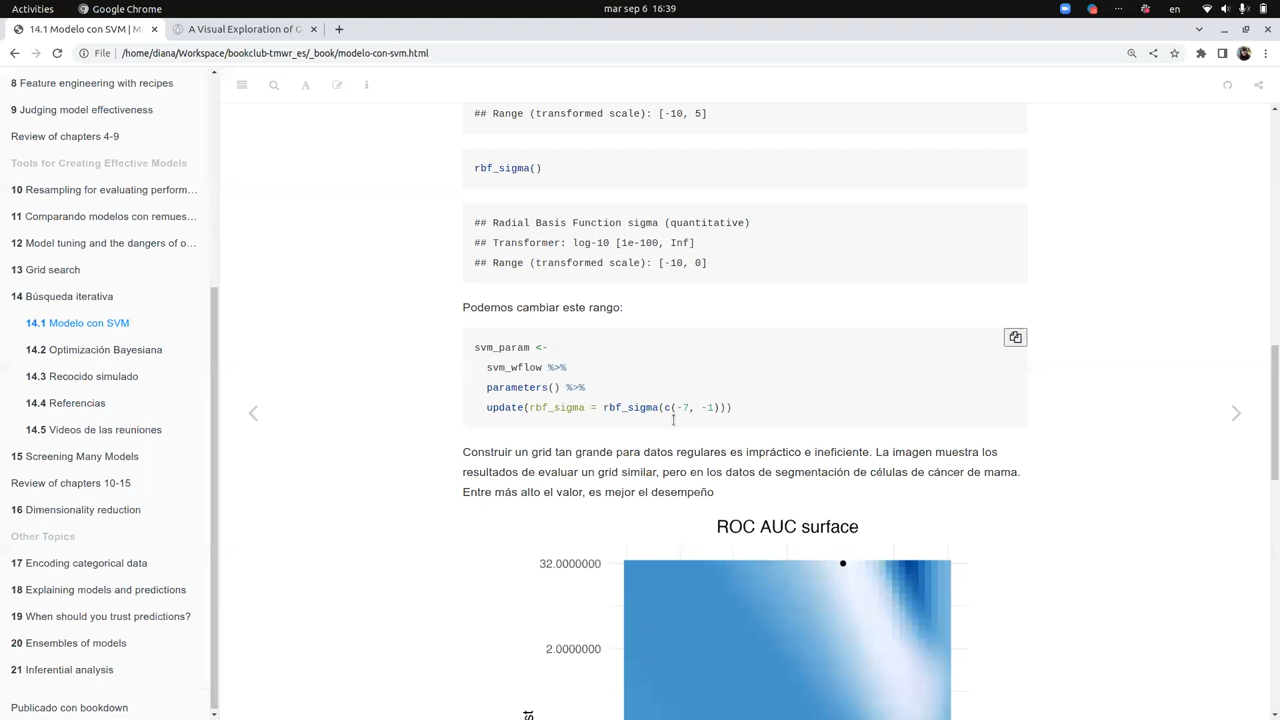 Activities
Google Chrome
mar sep 6 16:39
en
14.1 Modelo con SVM | M
A Visual Exploration of G
File
/home/diana/Workspace/bookclub-tmwr_es/_book/modelo-con-svm.html
8 Feature engineering with recipes
9 Judging model effectiveness
Review of chapters 4-9
Tools for Creating Effective Models
10 Resampling for evaluating perform…
11 Comparando modelos con remues…
12 Model tuning and the dangers of o…
13 Grid search
14 Búsqueda iterativa
14.1 Modelo con SVM
14.2 Optimización Bayesiana
14.3 Recocido simulado
14.4 Referencias
14.5 Videos de las reuniones
15 Screening Many Models
Review of chapters 10-15
16 Dimensionality reduction
Other Topics
17 Encoding categorical data
18 Explaining models and predictions
19 When should you trust predictions?
20 Ensembles of models
21 Inferential analysis
Publicado con bookdown
## Range (transformed scale): [-10, 5]
rbf_sigma()
## Radial Basis Function sigma (quantitative)
## Transformer: log-10 [1e-100, Inf]
## Range (transformed scale): [-10, 0]
Podemos cambiar este rango:
svm_param <-
svm_wflow %>%
parameters() %>%
update(rbf_sigma = rbf_sigma(c(-7, -1)))
Construir un grid tan grande para datos regulares es impráctico e ineficiente. La imagen muestra los
resultados de evaluar un grid similar, pero en los datos de segmentación de células de cáncer de mama.
Entre más alto el valor, es mejor el desempeño
ROC AUC surface
32.0000000
2.0000000
st